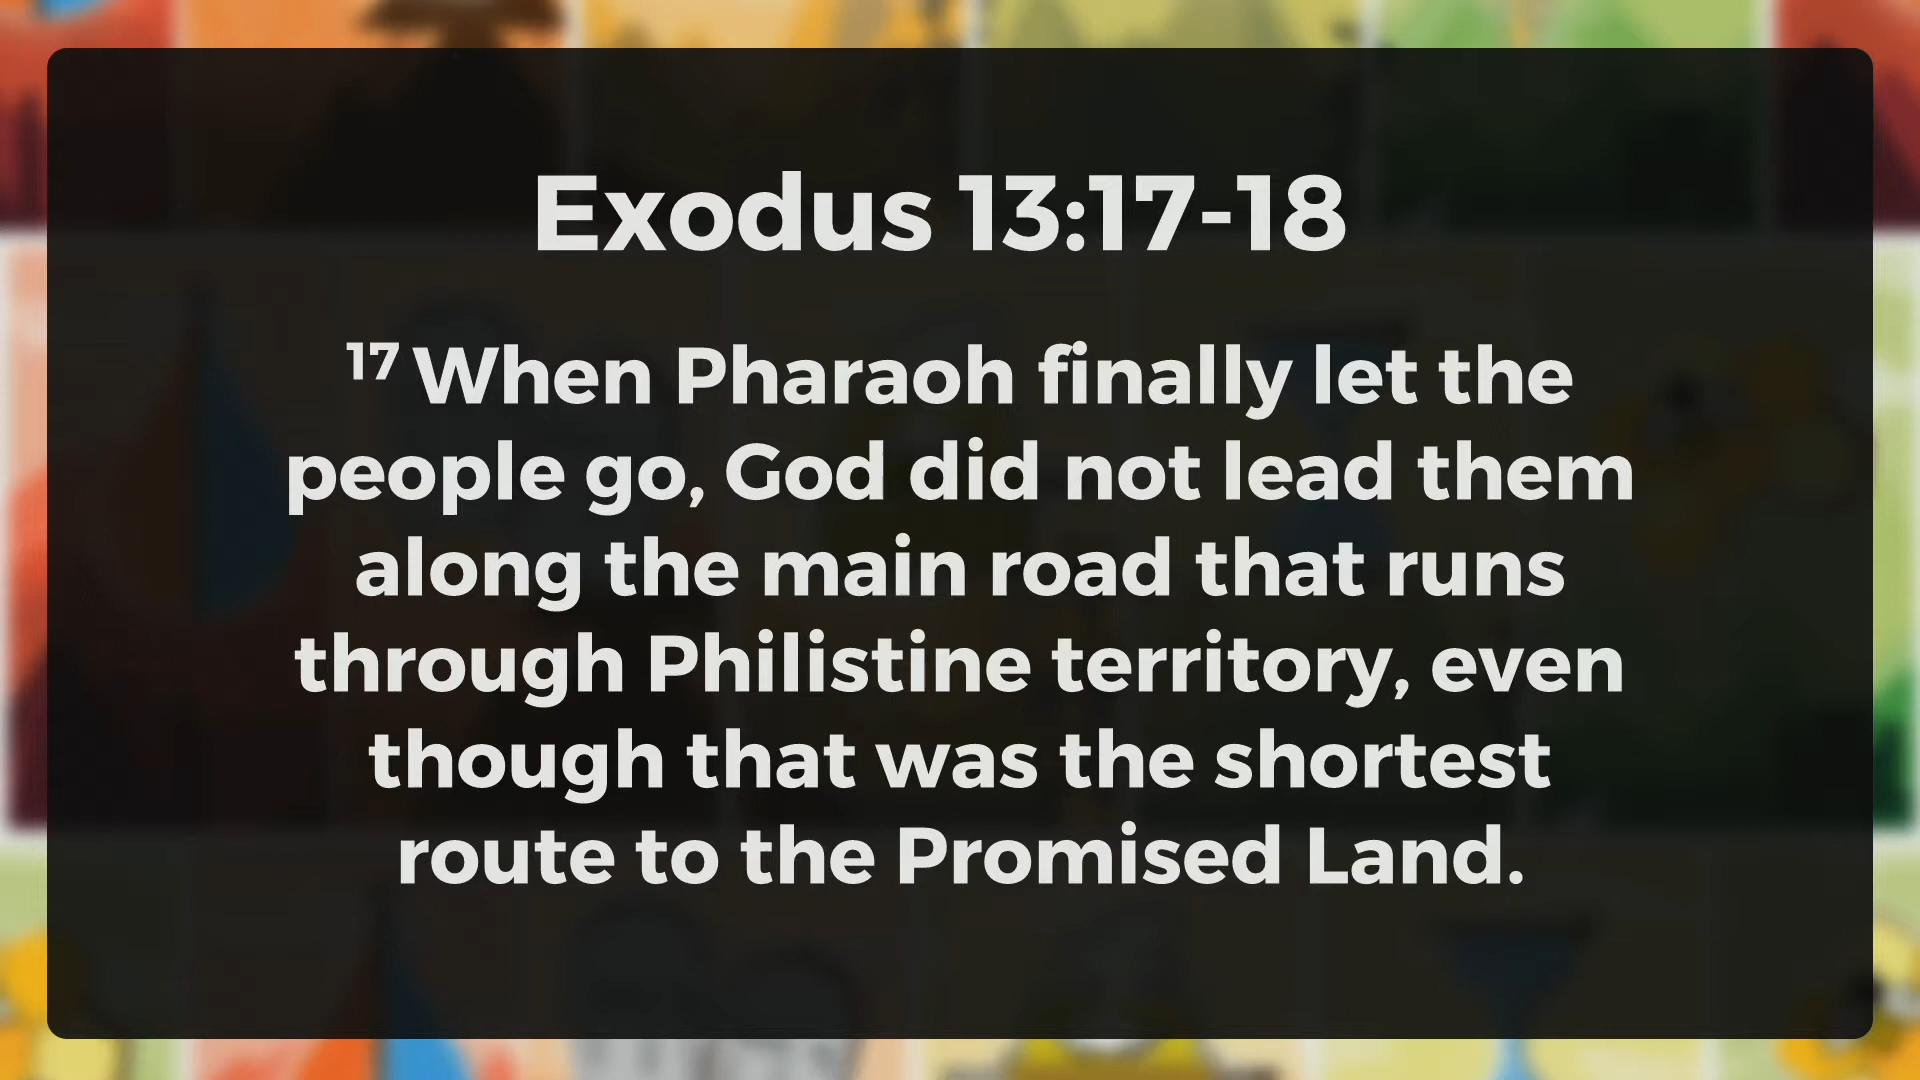 Exodus 13:17-18
17 When Pharaoh finally let the
people go, God did not lead them
along the main road that runs
through Philistine territory, even
though that was the shortest
route to the Promised Land.